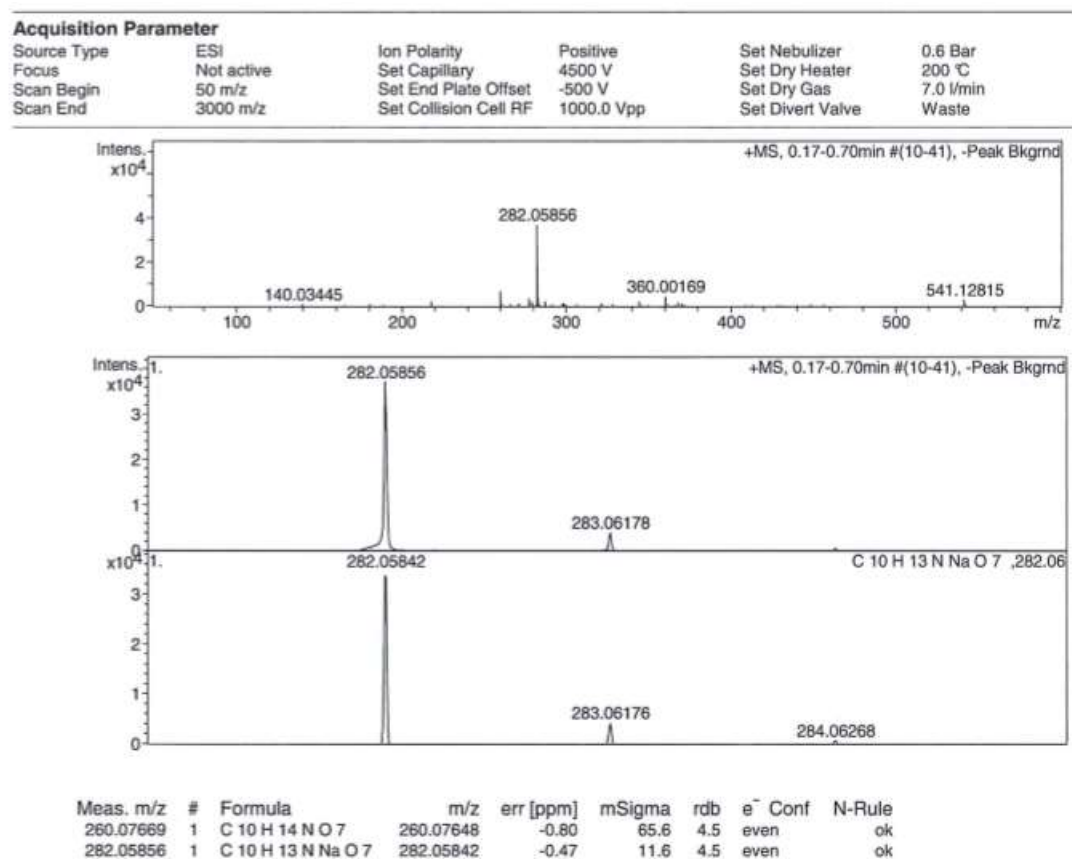 Acquisition Parameter
Source Type ESI Ion Polarity Positive Set Nebulizer 0.6 Bar
Focus Not active Set Capillary 4500 V Set Dry Heater 200 °C
Scan Begin 50 m/z Set End Plate Offset -500 V Set Dry Gas 7.0 l/min
Scan End 3000 m/z Set Collision Cell RF 1000.0 Vpp Set Divert Valve Waste
Intens. +MS, 0.17-0.70min #(10-41), -Peak Bkgrnd
x10⁴
282.05856
4
2
360.00169
140.03445 541.12815
0
100 200 300 400 500 m/z
Intens. 1. 282.05856 +MS, 0.17-0.70min #(10-41), -Peak Bkgrnd
x10⁴
3
2
1
283.06178
0
x10⁴ 1. 282.05842 C 10 H 13 N Na O 7 ,282.06
3
2
1
283.06176
284.06268
0
Meas. m/z # Formula m/z err [ppm] mSigma rdb e⁻ Conf N-Rule
260.07669 1 C 10 H 14 N O 7 260.07648 -0.80 65.6 4.5 even ok
282.05856 1 C 10 H 13 N Na O 7 282.05842 -0.47 11.6 4.5 even ok